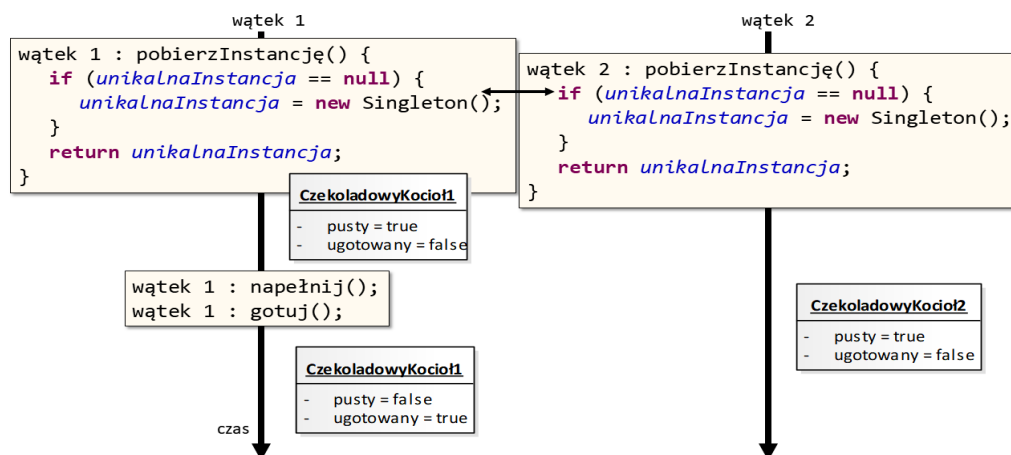 wątek 1
wątek 1 : pobierzInstancję() {
if (unikalnaInstancja == null) {
unikalnaInstancja = new Singleton();
}
return unikalnaInstancja;
}
CzekoladowyKocioł1
- pusty = true
- ugotowany = false
wątek 1 : napełnij();
wątek 1 : gotuj();
CzekoladowyKocioł1
- pusty = false
- ugotowany = true
czas
wątek 2
wątek 2 : pobierzInstancję() {
if (unikalnaInstancja == null) {
unikalnaInstancja = new Singleton();
}
return unikalnaInstancja;
}
CzekoladowyKocioł2
- pusty = true
- ugotowany = false